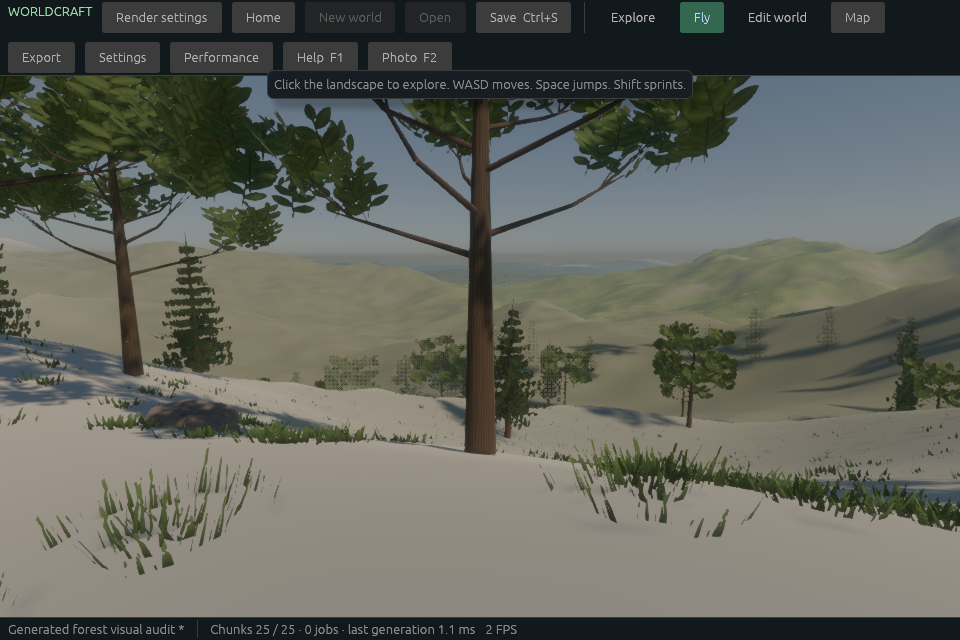 WORLDCRAFT Render settings Home New world Open Save Ctrl+S Explore Fly Edit world Map
Export Settings Performance Help F1 Photo F2
Click the landscape to explore. WASD moves. Space jumps. Shift sprints.
Generated forest visual audit * Chunks 25 / 25 · 0 jobs · last generation 1.1 ms 2 FPS